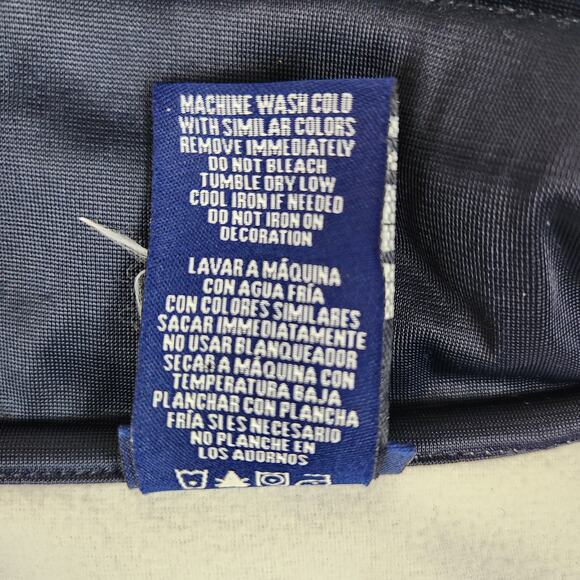 MACHINE WASH COLD
WITH SIMILAR COLORS
REMOVE IMMEDIATELY
DO NOT BLEACH
TUMBLE DRY LOW
COOL IRON IF NEEDED
DO NOT IRON ON
DECORATION
LAVAR A MÁQUINA
CON AGUA FRÍA
CON COLORES SIMILARES
SACAR IMMEDIATAMENTE
NO USAR BLANQUEADOR
SECAR A MÁQUINA CON
TEMPERATURA BAJA
PLANCHAR CON PLANCHA
FRÍA SI ES NECESARIO
NO PLANCHE EN
LOS ADORNOS